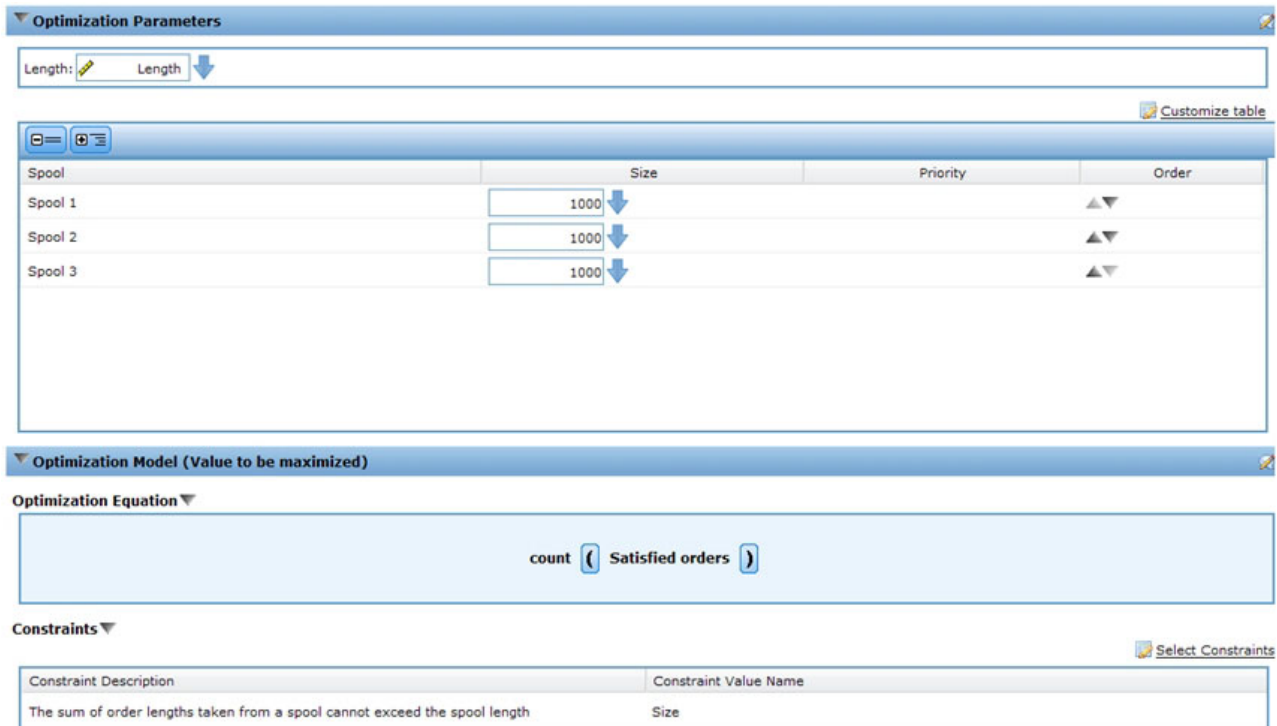 Optimization Parameters
Length: Length
Customize table
Spool Size Priority Order
Spool 1 1000
Spool 2 1000
Spool 3 1000
Optimization Model (Value to be maximized)
Optimization Equation
count ( Satisfied orders )
Constraints
Select Constraints
Constraint Description Constraint Value Name
The sum of order lengths taken from a spool cannot exceed the spool length Size